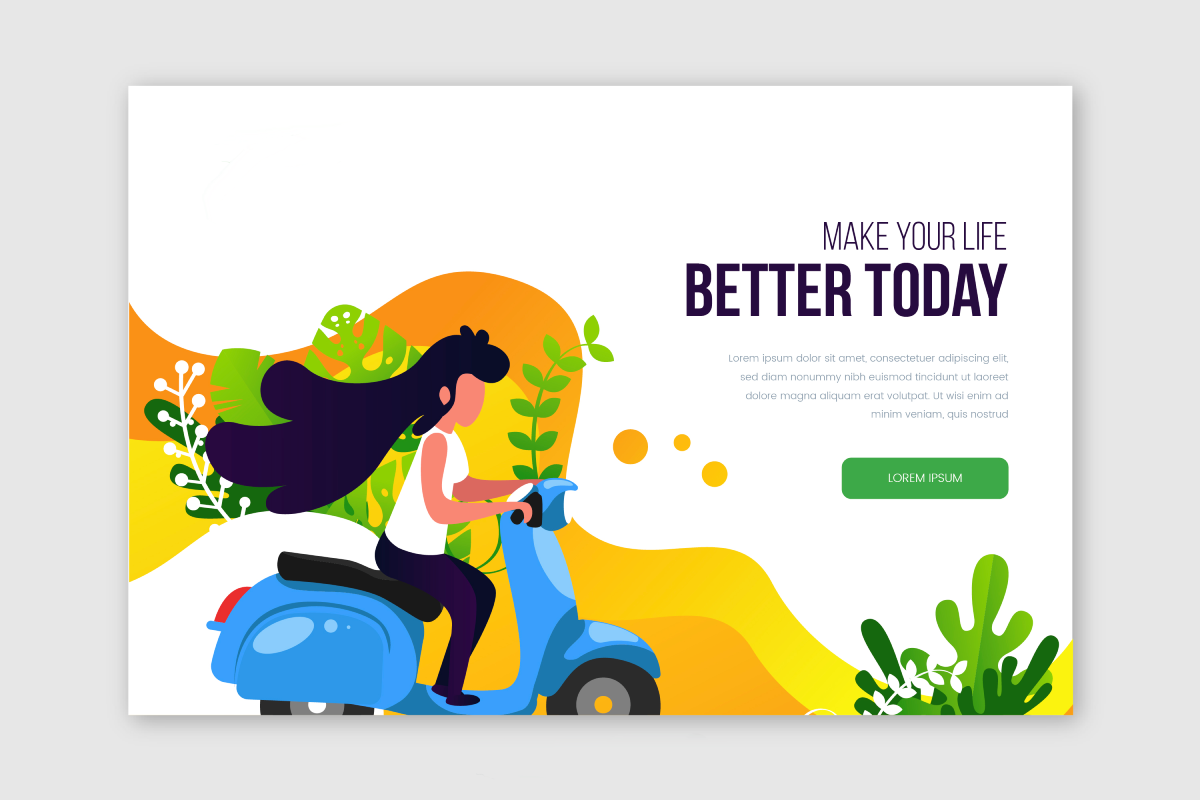 MAKE YOUR LIFE
BETTER TODAY
Lorem ipsum dolor sit amet, consectetuer adipiscing elit,
sed diam nonummy nibh euismod tincidunt ut laoreet
dolore magna aliquam erat volutpat. Ut wisi enim ad
minim veniam, quis nostrud
LOREM IPSUM